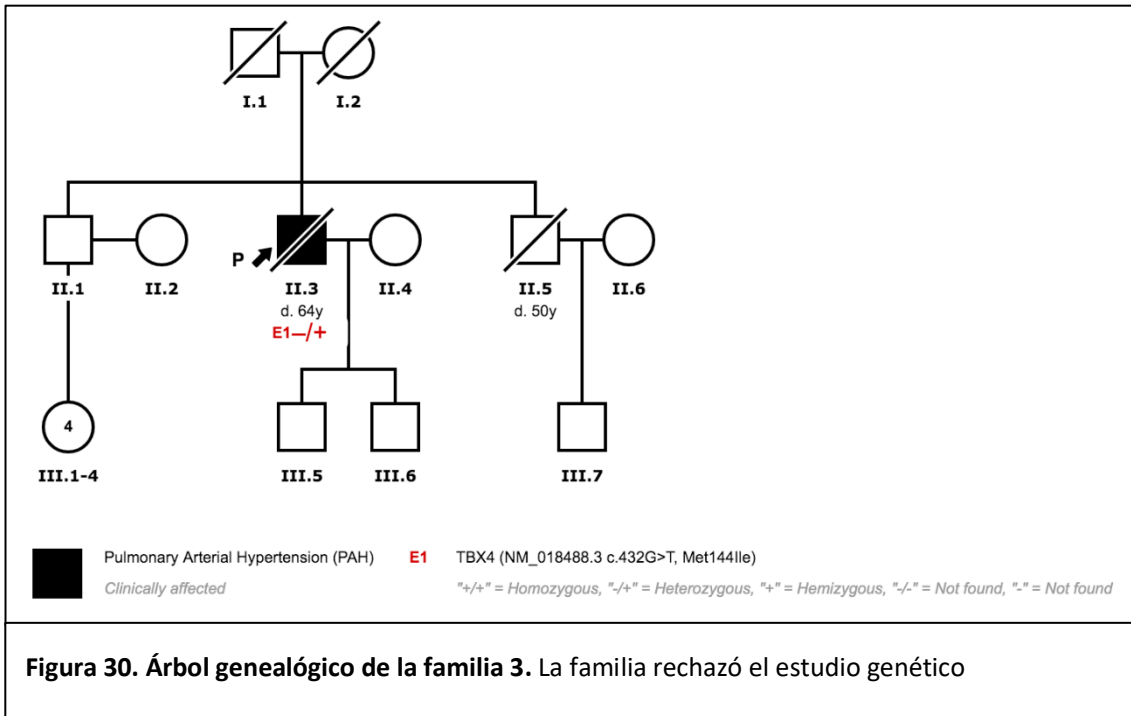 I.1 I.2
P
II.1 II.2 II.3 II.4 II.5 II.6
d. 64y d. 50y
E1—/+
4
III.1-4 III.5 III.6 III.7
Pulmonary Arterial Hypertension (PAH) E1 TBX4 (NM_018488.3 c.432G>T, Met144Ile)
Clinically affected "+/+" = Homozygous, "-/+" = Heterozygous, "+" = Hemizygous, "-/-" = Not found, "-" = Not found
Figura 30. Árbol genealógico de la familia 3. La familia rechazó el estudio genético